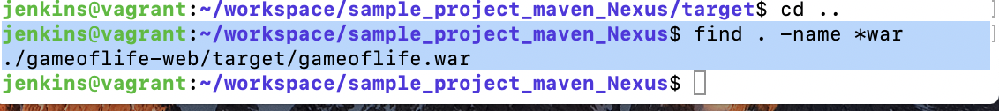 jenkins@vagrant:~/workspace/sample_project_maven_Nexus/target$ cd ..
jenkins@vagrant:~/workspace/sample_project_maven_Nexus$ find . -name *war
./gameoflife-web/target/gameoflife.war
jenkins@vagrant:~/workspace/sample_project_maven_Nexus$